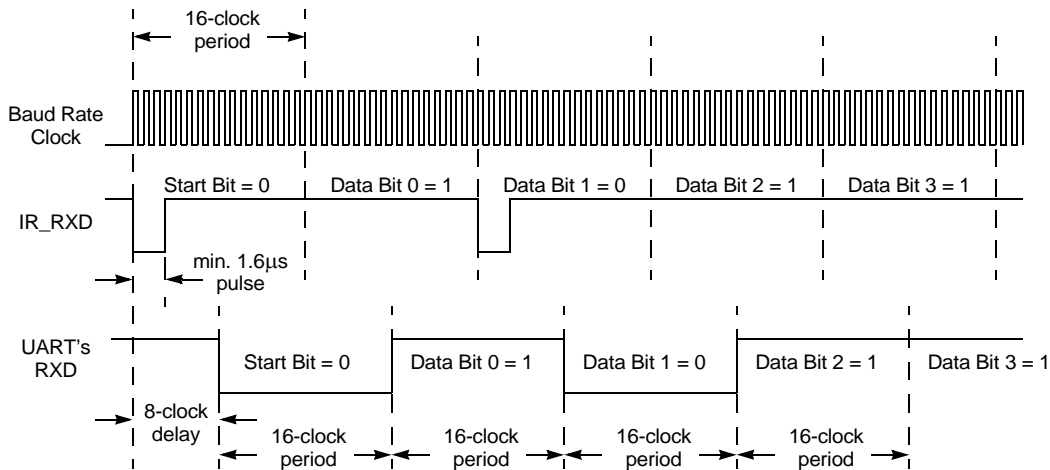 16-clock
period
Baud Rate
Clock
Start Bit = 0
Data Bit 0 = 1
Data Bit 1 = 0
Data Bit 2 = 1
Data Bit 3 = 1
IR_RXD
min. 1.6μs
pulse
UART's
RXD
Start Bit = 0
Data Bit 0 = 1
Data Bit 1 = 0
Data Bit 2 = 1
Data Bit 3 = 1
8-clock
delay
16-clock
period
16-clock
period
16-clock
period
16-clock
period